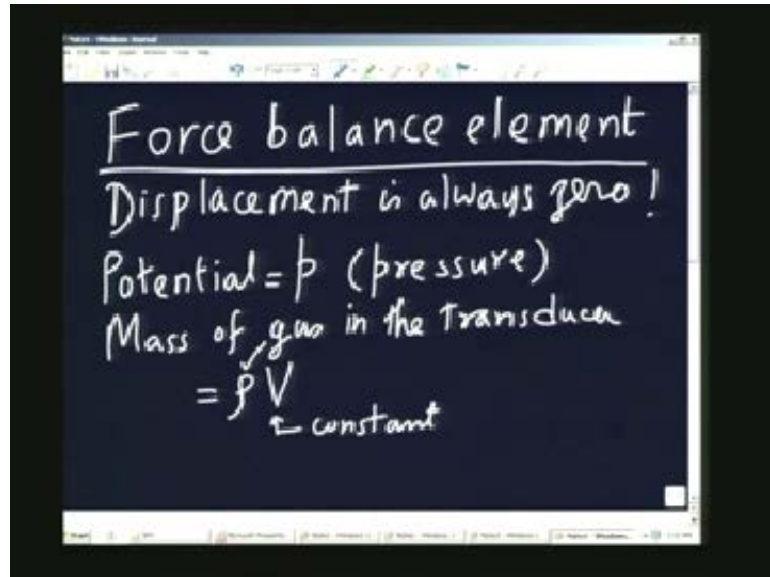 Force balance element
Displacement is always zero!
Potential = p (pressure)
Mass of gas in the Transducer
= ρ V
constant